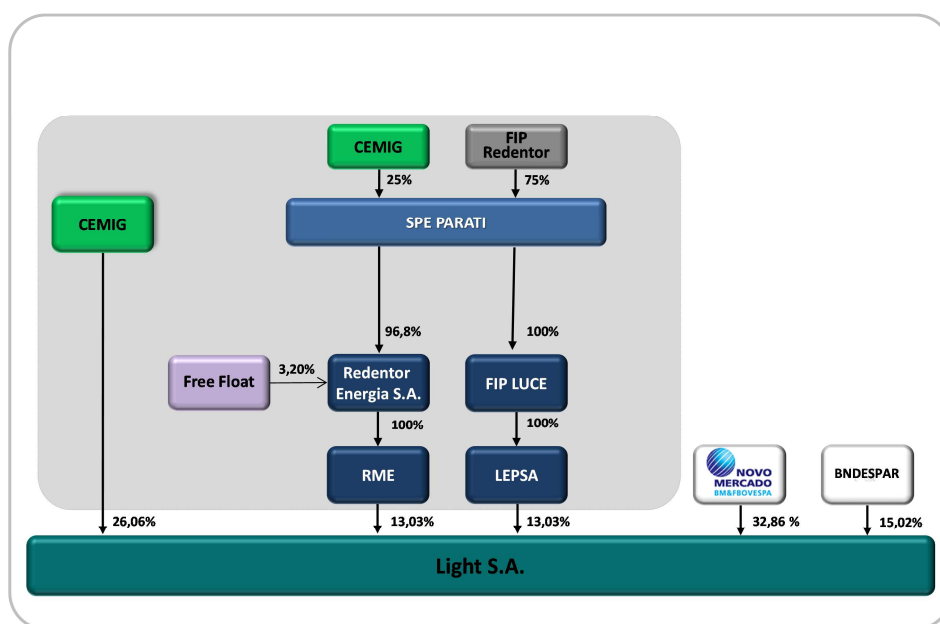 CEMIG
FIP
Redentor
25%
75%
CEMIG
SPE PARATI
96,8%
100%
Free Float
3,20%
Redentor
Energia S.A.
FIP LUCE
100%
100%
RME
LEPSA
NOVO
MERCADO
BM&FBOVESPA
BNDESPAR
26,06%
13,03%
13,03%
32,86 %
15,02%
Light S.A.